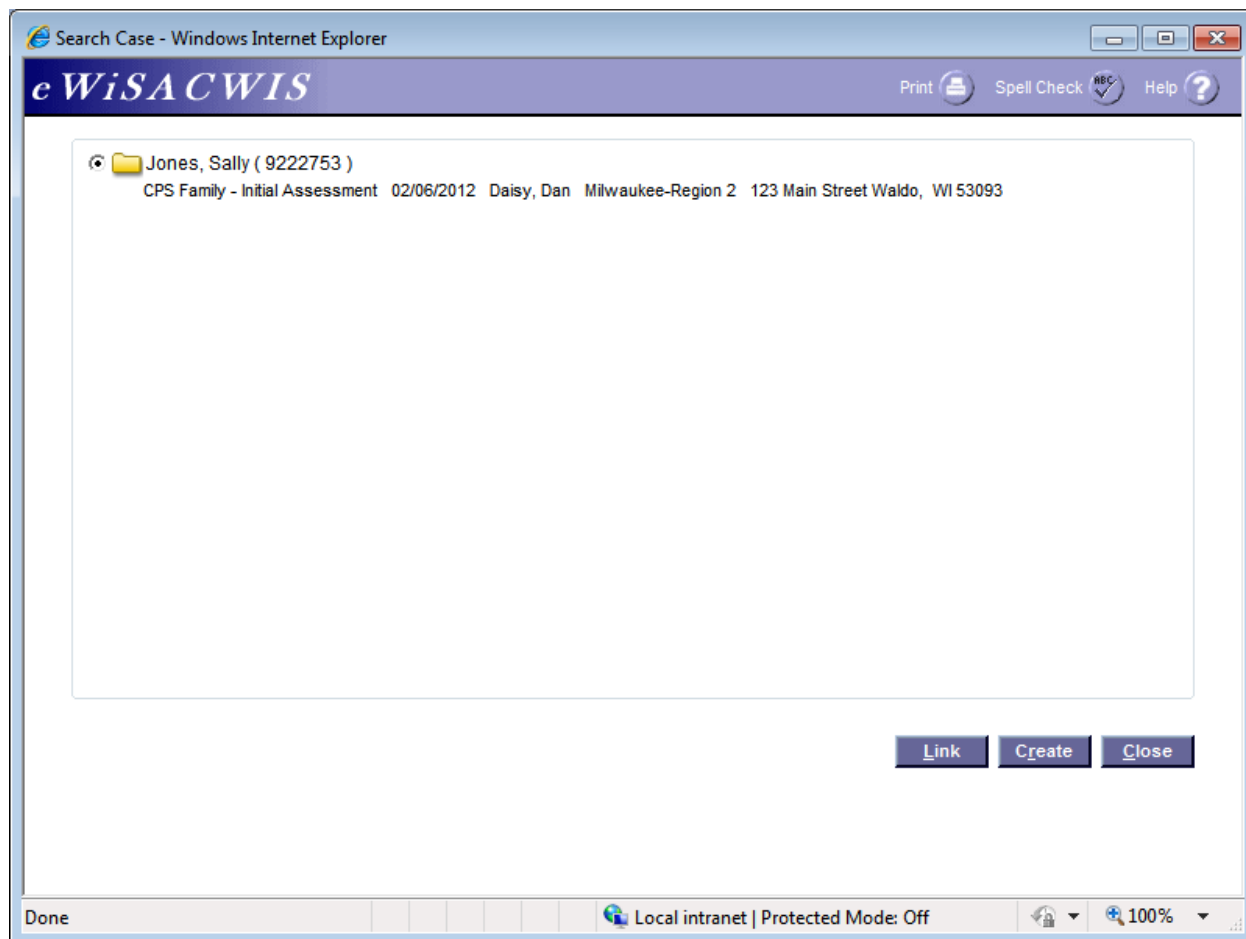 Search Case - Windows Internet Explorer
e WiSACWIS
Print Spell Check ABC Help ?
Jones, Sally ( 9222753 )
CPS Family - Initial Assessment 02/06/2012 Daisy, Dan Milwaukee-Region 2 123 Main Street Waldo, WI 53093
Link Create Close
Done Local intranet | Protected Mode: Off 100%